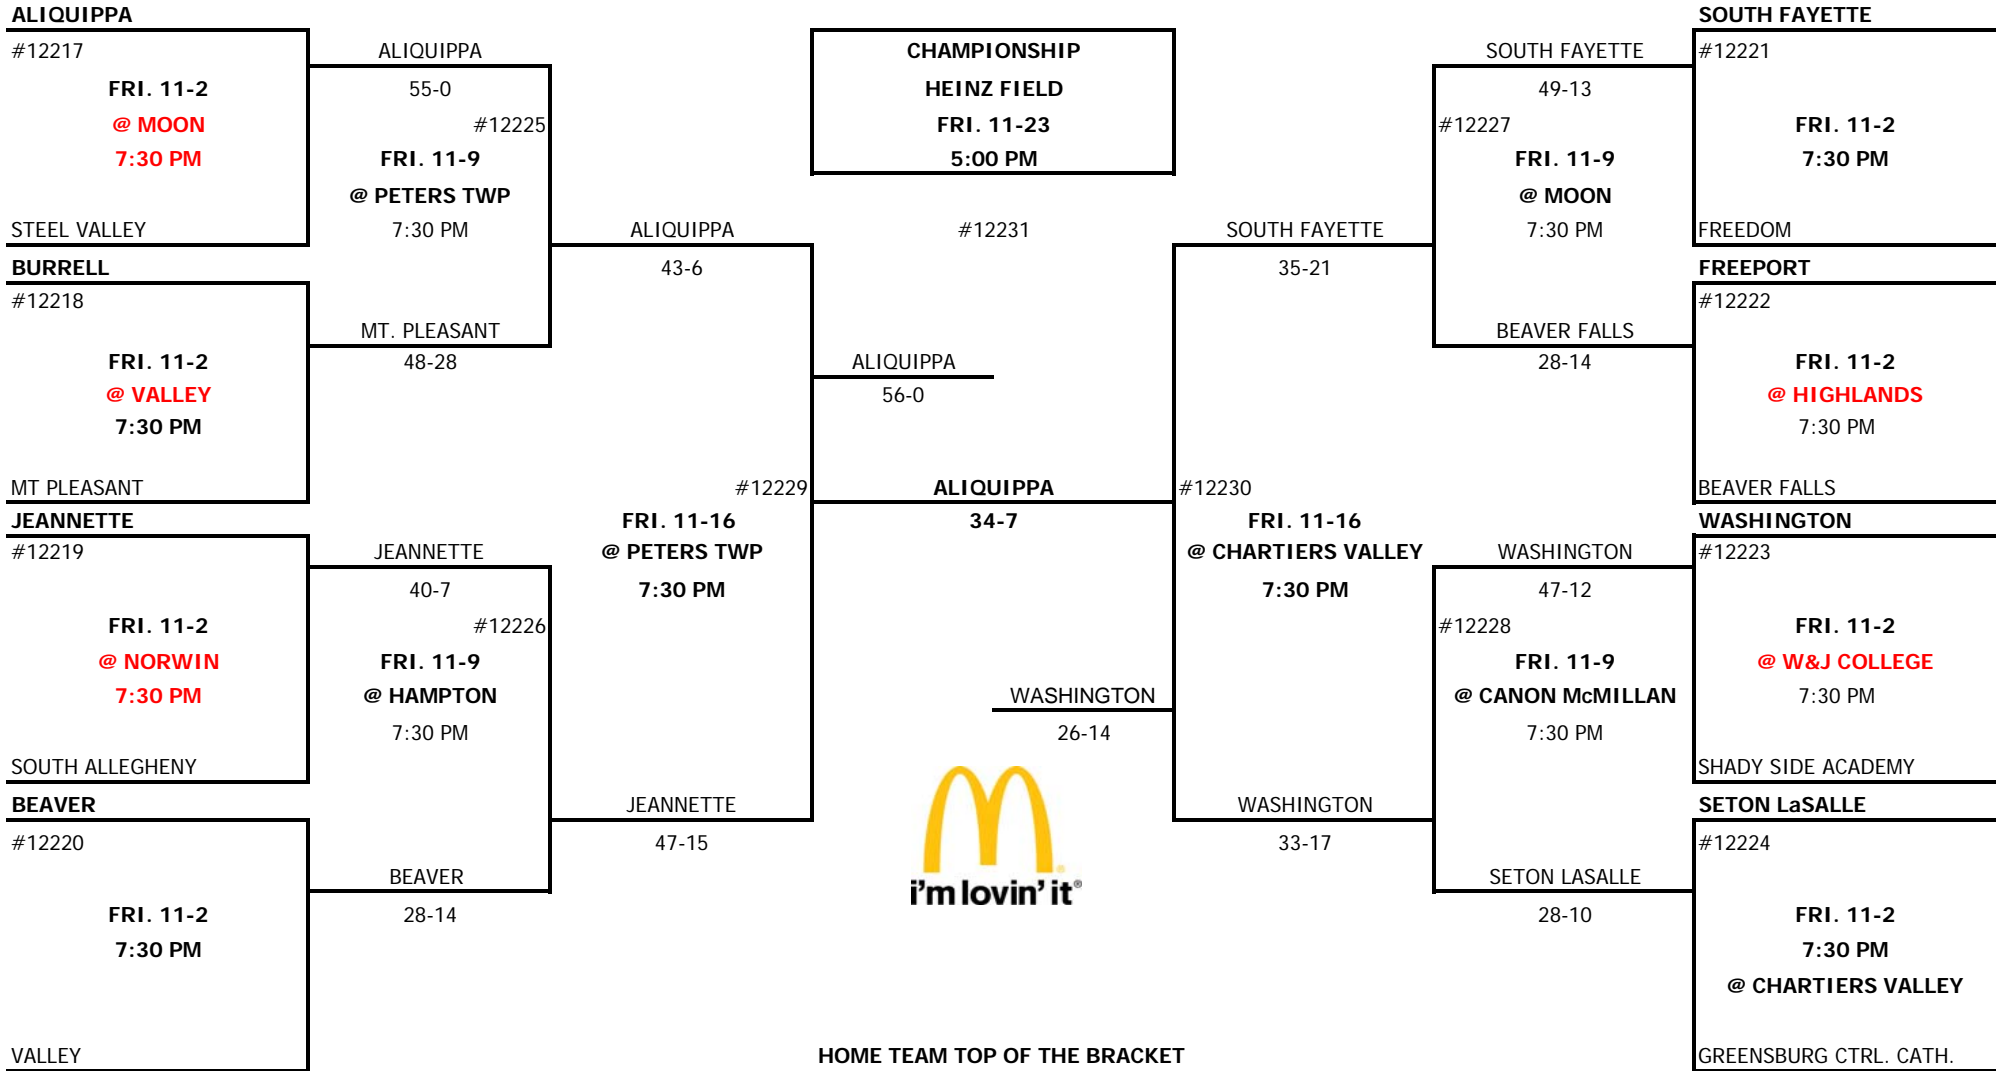 ALIQUIPPA
#12217
FRI. 11-2
@ MOON
7:30 PM
STEEL VALLEY
BURRELL
#12218
FRI. 11-2
@ VALLEY
7:30 PM
MT PLEASANT
JEANNETTE
#12219
FRI. 11-2
@ NORWIN
7:30 PM
SOUTH ALLEGHENY
BEAVER
#12220
FRI. 11-2
7:30 PM
VALLEY
ALIQUIPPA
55-0
#12225
FRI. 11-9
@ PETERS TWP
7:30 PM
MT. PLEASANT
48-28
JEANNETTE
40-7
#12226
FRI. 11-9
@ HAMPTON
7:30 PM
BEAVER
28-14
ALIQUIPPA
43-6
#12229
FRI. 11-16
@ PETERS TWP
7:30 PM
JEANNETTE
47-15
CHAMPIONSHIP
HEINZ FIELD
FRI. 11-23
5:00 PM
#12231
ALIQUIPPA
56-0
ALIQUIPPA
34-7
WASHINGTON
26-14
i'm lovin' it®
HOME TEAM TOP OF THE BRACKET
SOUTH FAYETTE
35-21
#12230
FRI. 11-16
@ CHARTIERS VALLEY
7:30 PM
WASHINGTON
33-17
SOUTH FAYETTE
49-13
#12227
FRI. 11-9
@ MOON
7:30 PM
BEAVER FALLS
28-14
WASHINGTON
47-12
#12228
FRI. 11-9
@ CANON McMILLAN
7:30 PM
SETON LASALLE
28-10
SOUTH FAYETTE
#12221
FRI. 11-2
7:30 PM
FREEDOM
FREEPORT
#12222
FRI. 11-2
@ HIGHLANDS
7:30 PM
BEAVER FALLS
WASHINGTON
#12223
FRI. 11-2
@ W&J COLLEGE
7:30 PM
SHADY SIDE ACADEMY
SETON LaSALLE
#12224
FRI. 11-2
7:30 PM
@ CHARTIERS VALLEY
GREENSBURG CTRL. CATH.